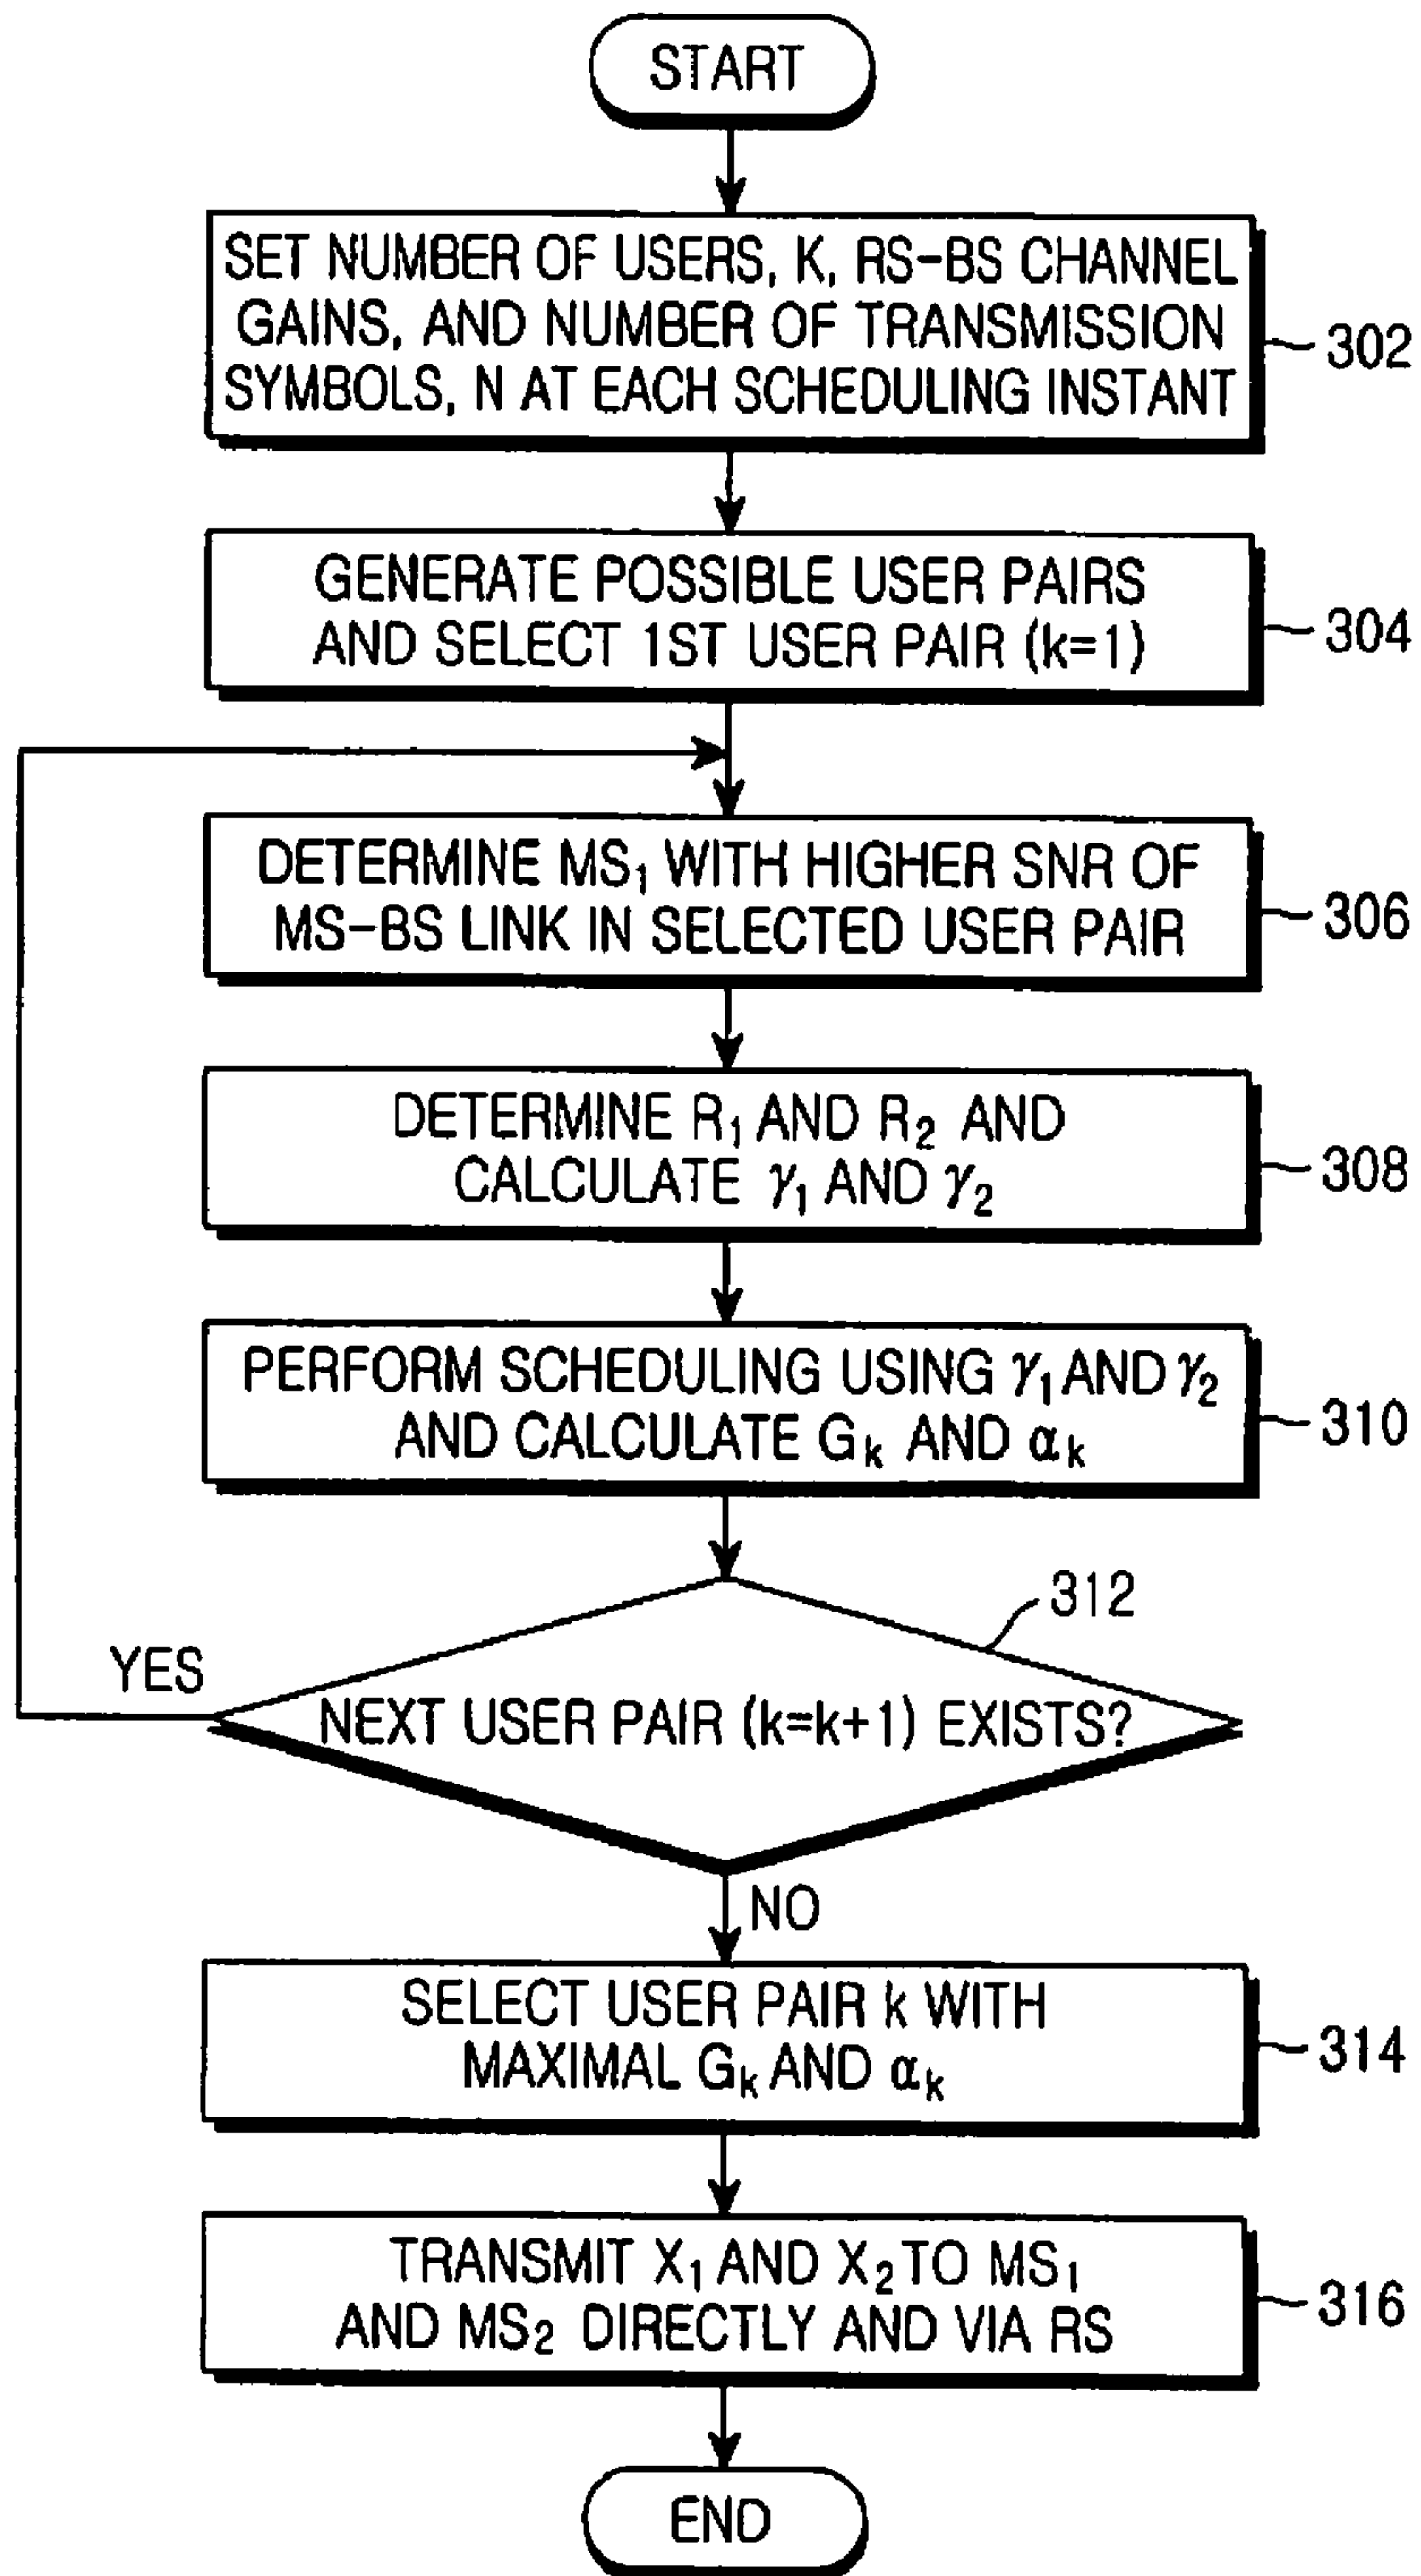 START
SET NUMBER OF USERS, K, RS-BS CHANNEL
GAINS, AND NUMBER OF TRANSMISSION
SYMBOLS, N AT EACH SCHEDULING INSTANT
302
GENERATE POSSIBLE USER PAIRS
AND SELECT 1ST USER PAIR (k=1)
304
DETERMINE MS₁ WITH HIGHER SNR OF
MS-BS LINK IN SELECTED USER PAIR
306
DETERMINE R₁ AND R₂ AND
CALCULATE γ₁ AND γ₂
308
PERFORM SCHEDULING USING γ₁ AND γ₂
AND CALCULATE Gₖ AND αₖ
310
312
YES
NEXT USER PAIR (k=k+1) EXISTS?
NO
SELECT USER PAIR k WITH
MAXIMAL Gₖ AND αₖ
314
TRANSMIT X₁ AND X₂ TO MS₁
AND MS₂ DIRECTLY AND VIA RS
316
END